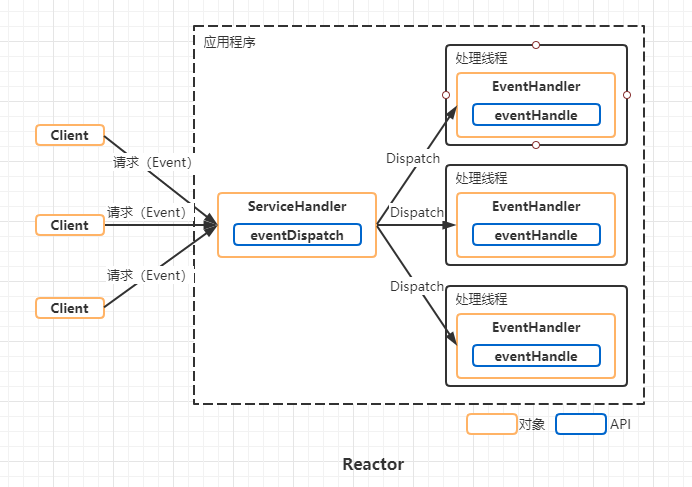 应用程序
处理线程
EventHandler
eventHandle
Client
请求（Event）
Dispatch
处理线程
EventHandler
eventHandle
Client
请求（Event）
ServiceHandler
eventDispatch
Dispatch
Client
请求（Event）
Dispatch
处理线程
EventHandler
eventHandle
对象
API
Reactor